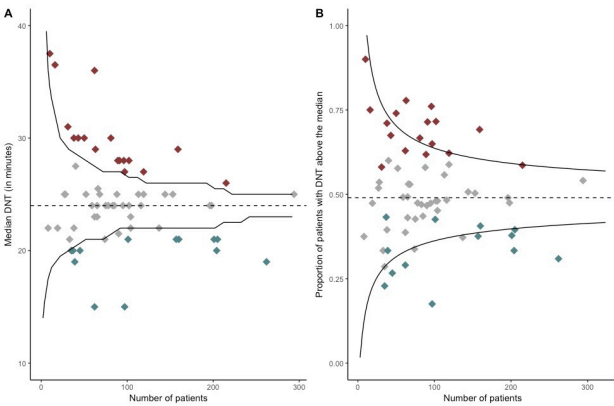 A
Median DNT (in minutes)
40
30
20
10
0
100
200
300
Number of patients
B
Proportion of patients with DNT above the median
1.00
0.75
0.50
0.25
0.00
0
100
200
300
Number of patients